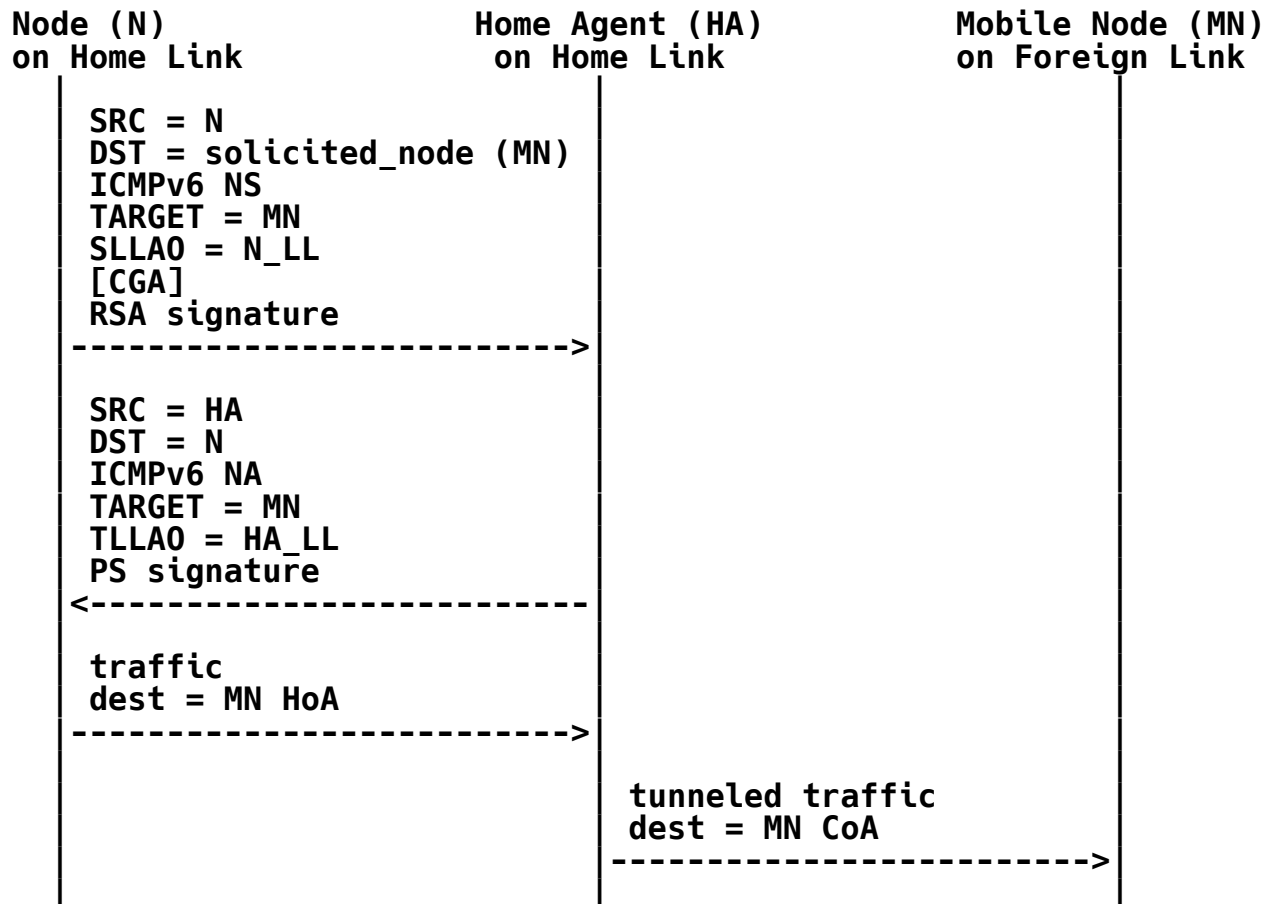 Node (N) Home Agent (HA) Mobile Node (MN)
on Home Link on Home Link on Foreign Link
SRC = N
DST = solicited_node (MN)
ICMPv6 NS
TARGET = MN
SLLAO = N_LL
[CGA]
RSA signature
-------------------------->
SRC = HA
DST = N
ICMPv6 NA
TARGET = MN
TLLAO = HA_LL
PS signature
<--------------------------
traffic
dest = MN HoA
-------------------------->
tunneled traffic
dest = MN CoA
------------------------->